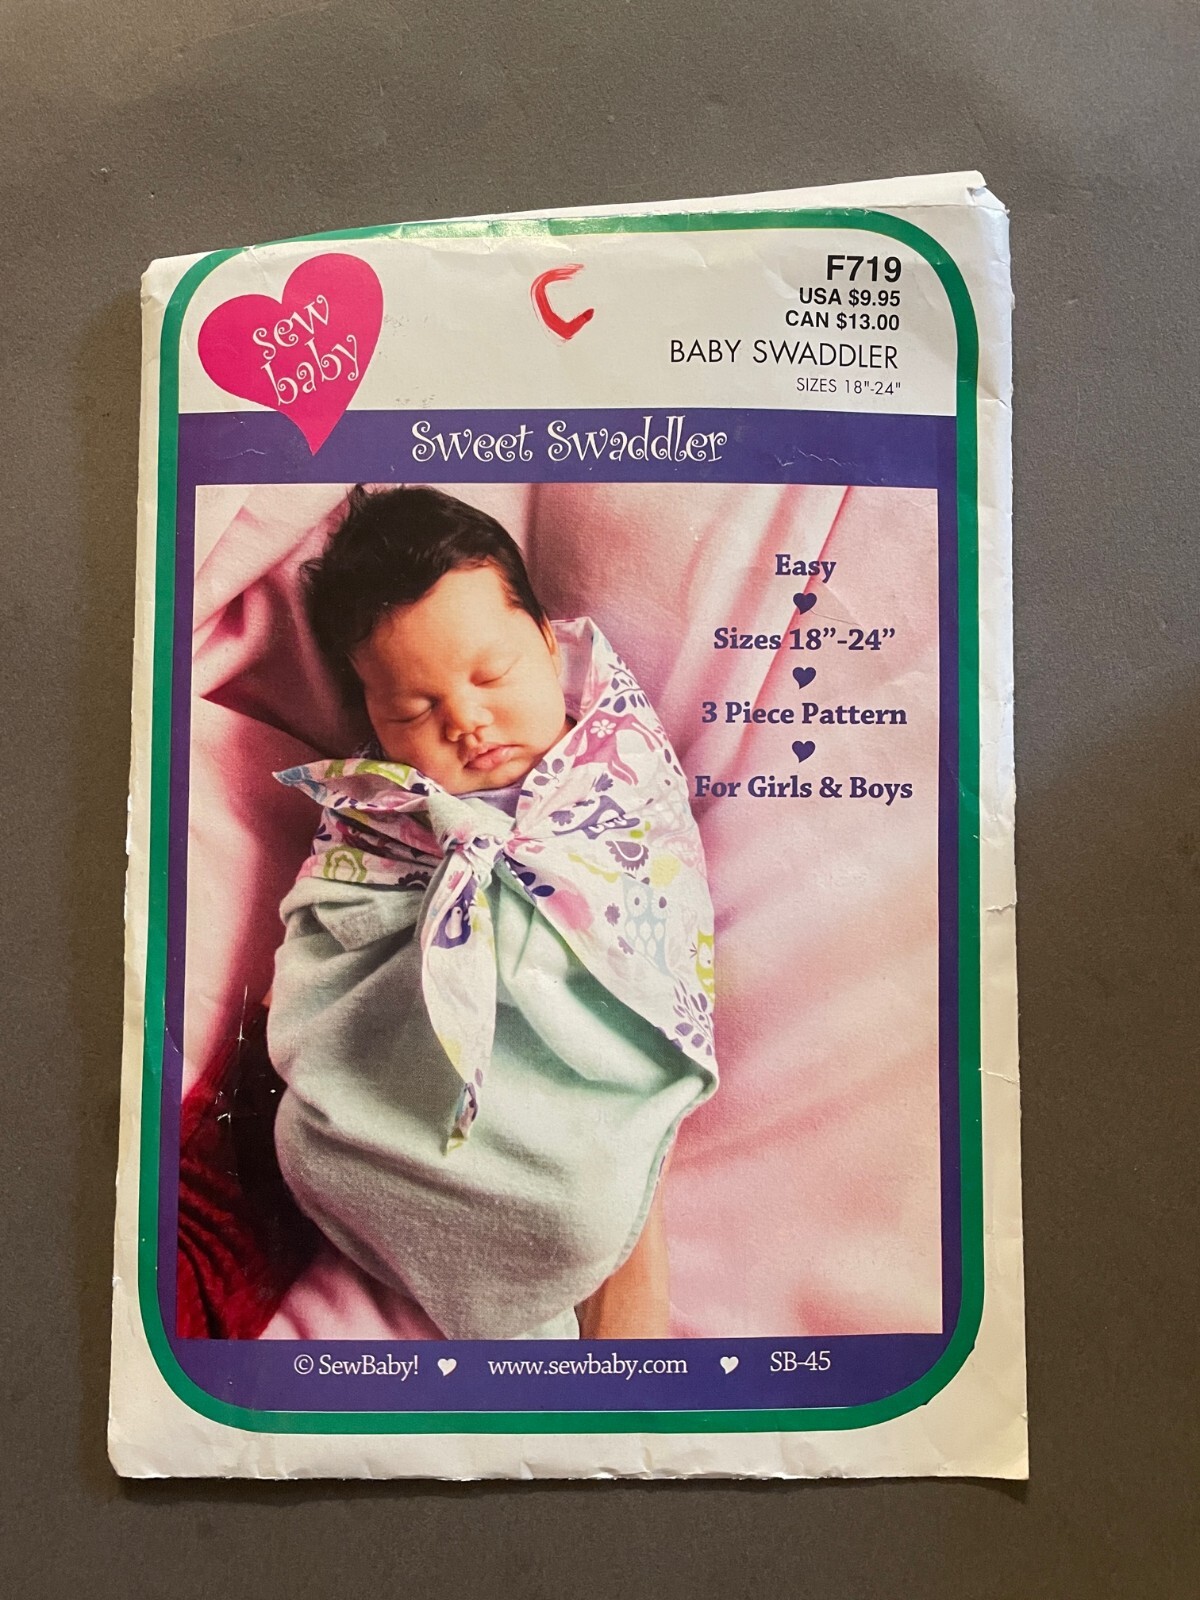 sew
baby
C
F719
USA $9.95
CAN $13.00
BABY SWADDLER
SIZES 18"-24"
Sweet Swaddler
Easy
Sizes 18”-24”
3 Piece Pattern
For Girls & Boys
© SewBaby! ♥ www.sewbaby.com ♥ SB-45